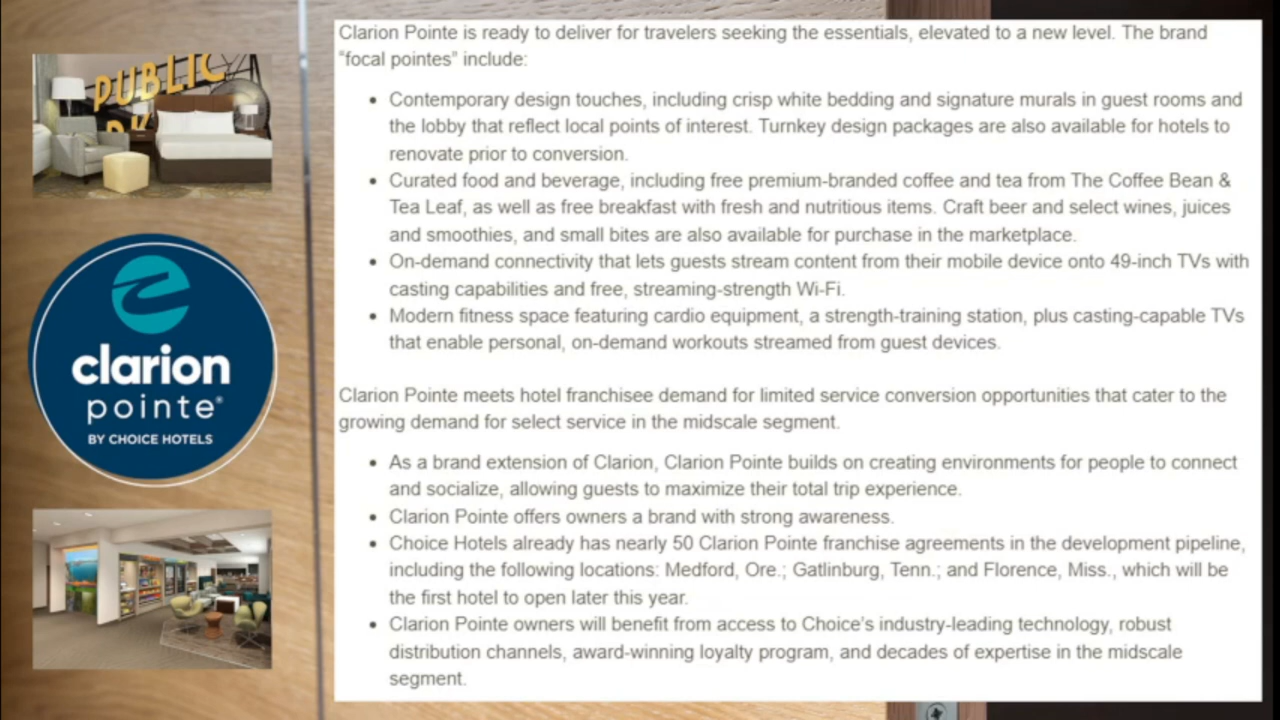 PUBLIC
clarion
pointe®
BY CHOICE HOTELS
Clarion Pointe is ready to deliver for travelers seeking the essentials, elevated to a new level. The brand
“focal pointes” include:
• Contemporary design touches, including crisp white bedding and signature murals in guest rooms and
the lobby that reflect local points of interest. Turnkey design packages are also available for hotels to
renovate prior to conversion.
• Curated food and beverage, including free premium-branded coffee and tea from The Coffee Bean &
Tea Leaf, as well as free breakfast with fresh and nutritious items. Craft beer and select wines, juices
and smoothies, and small bites are also available for purchase in the marketplace.
• On-demand connectivity that lets guests stream content from their mobile device onto 49-inch TVs with
casting capabilities and free, streaming-strength Wi-Fi.
• Modern fitness space featuring cardio equipment, a strength-training station, plus casting-capable TVs
that enable personal, on-demand workouts streamed from guest devices.
Clarion Pointe meets hotel franchisee demand for limited service conversion opportunities that cater to the
growing demand for select service in the midscale segment.
• As a brand extension of Clarion, Clarion Pointe builds on creating environments for people to connect
and socialize, allowing guests to maximize their total trip experience.
• Clarion Pointe offers owners a brand with strong awareness.
• Choice Hotels already has nearly 50 Clarion Pointe franchise agreements in the development pipeline,
including the following locations: Medford, Ore.; Gatlinburg, Tenn.; and Florence, Miss., which will be
the first hotel to open later this year.
• Clarion Pointe owners will benefit from access to Choice’s industry-leading technology, robust
distribution channels, award-winning loyalty program, and decades of expertise in the midscale
segment.